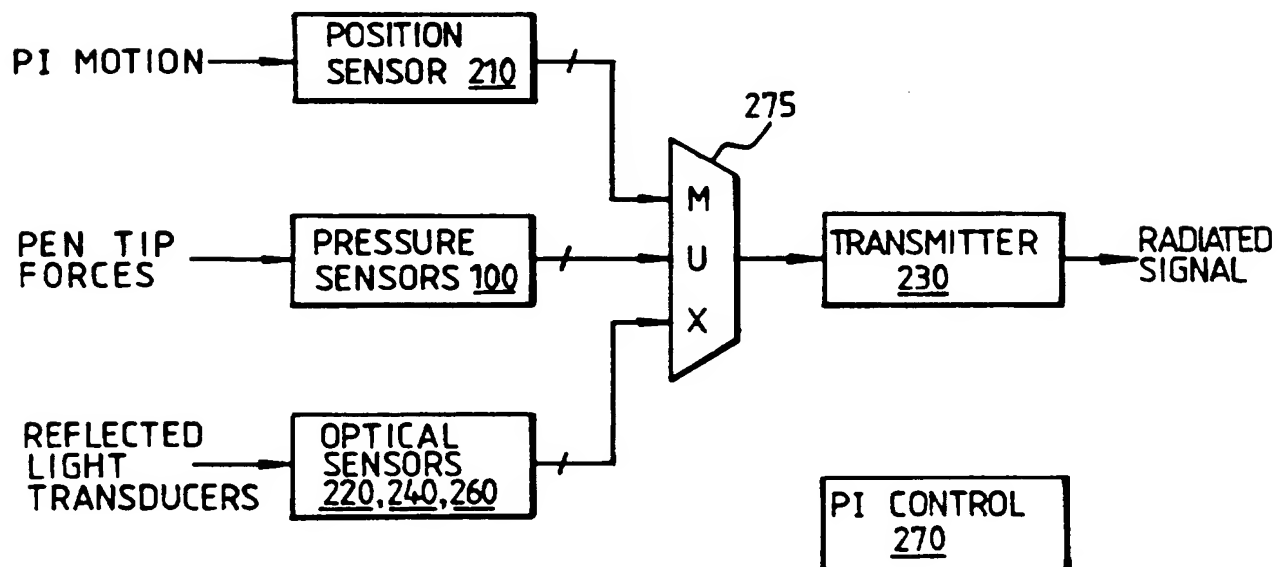 PI MOTION
POSITION
SENSOR 210
275
PEN TIP
FORCES
PRESSURE
SENSORS 100
M
U
X
TRANSMITTER
230
RADIATED
SIGNAL
REFLECTED
LIGHT
TRANSDUCERS
OPTICAL
SENSORS
220, 240, 260
PI CONTROL
270